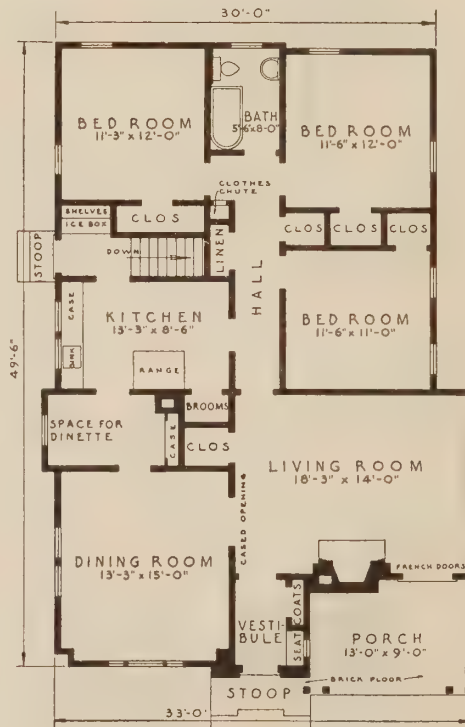 30'-0"
BED ROOM
11'-3" x 12'-0"
BATH
5'-6"x8'-0"
BED ROOM
11'-6" x 12'-0"
CLOTHES
CHUTE
SHELVES
ICE BOX
CLOS
LINEN
CLOS
CLOS
CLOS
STOOP
DOWN
HALL
CASE
KITCHEN
13'-3" x 8'-6"
BED ROOM
11'-6" x 11'-0"
SINK
RANGE
49'-6"
BROOMS
SPACE FOR
DINETTE
CASE
CLOS
LIVING ROOM
18'-3" x 14'-0"
CASED OPENING
DINING ROOM
13'-3" x 15'-0"
FRENCH DOORS
COATS
VESTI-
BULE
SEAT
PORCH
13'-0" x 9'-0"
BRICK FLOOR
STOOP
33'-0"